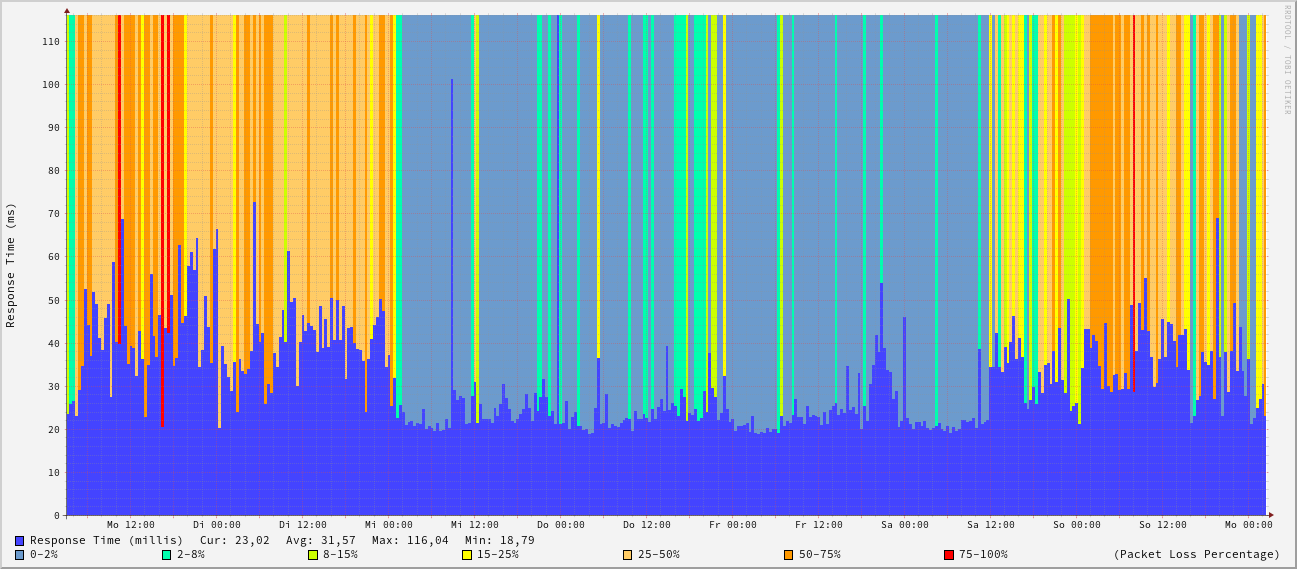 RRDTOOL / TOBI OETIKER
Response Time (ms)
110
100
90
80
70
60
50
40
30
20
10
0
Mo 12:00 Di 00:00 Di 12:00 Mi 00:00 Mi 12:00 Do 00:00 Do 12:00 Fr 00:00 Fr 12:00 Sa 00:00 Sa 12:00 So 00:00 So 12:00 Mo 00:00
Response Time (millis) Cur: 23,02 Avg: 31,57 Max: 116,04 Min: 18,79
0-2% 2-8% 8-15% 15-25% 25-50% 50-75% 75-100% (Packet Loss Percentage)